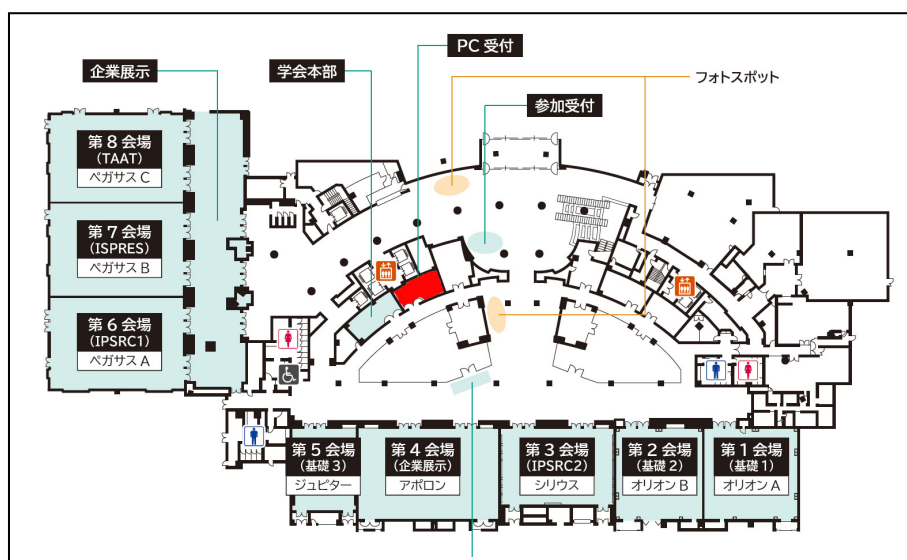 PC 受付
企業展示
学会本部
フォトスポット
参加受付
第8会場
(TAAT)
ペガサス C
第7会場
(ISPRES)
ペガサス B
第6会場
(IPSRC1)
ペガサス A
第5会場
(基礎3)
ジュピター
第4会場
(企業展示)
アポロン
第3会場
(IPSRC2)
シリウス
第2会場
(基礎2)
オリオン B
第1会場
(基礎1)
オリオン A